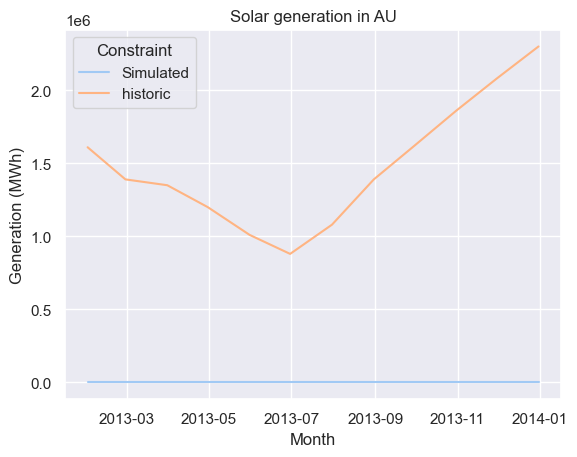 Solar generation in AU
1e6
Constraint
Simulated
historic
2.0
1.5
1.0
0.5
0.0
Generation (MWh)
2013-03 2013-05 2013-07 2013-09 2013-11 2014-01
Month